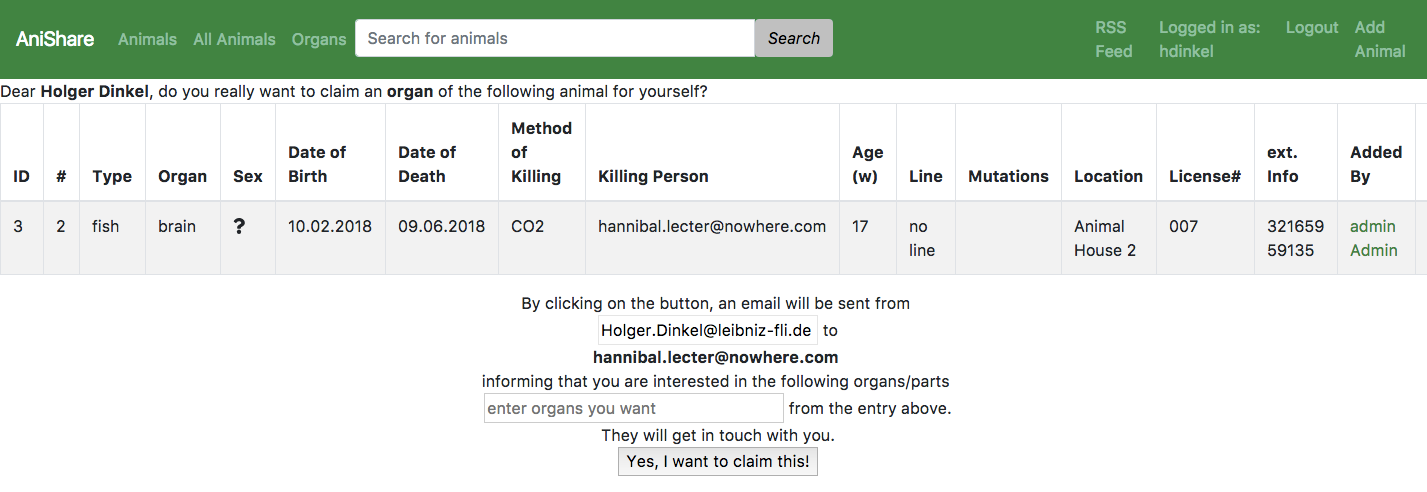 AniShare Animals All Animals Organs Search for animals Search RSS Feed Logged in as: hdinkel Logout Add Animal
Dear Holger Dinkel, do you really want to claim an organ of the following animal for yourself?
ID # Type Organ Sex Date of Birth Date of Death Method of Killing Killing Person Age (w) Line Mutations Location License# ext. Info Added By
3 2 fish brain ? 10.02.2018 09.06.2018 CO2 hannibal.lecter@nowhere.com 17 no line Animal House 2 007 321659 59135 admin Admin
By clicking on the button, an email will be sent from
Holger.Dinkel@leibniz-fli.de to
hannibal.lecter@nowhere.com
informing that you are interested in the following organs/parts
enter organs you want from the entry above.
They will get in touch with you.
Yes, I want to claim this!